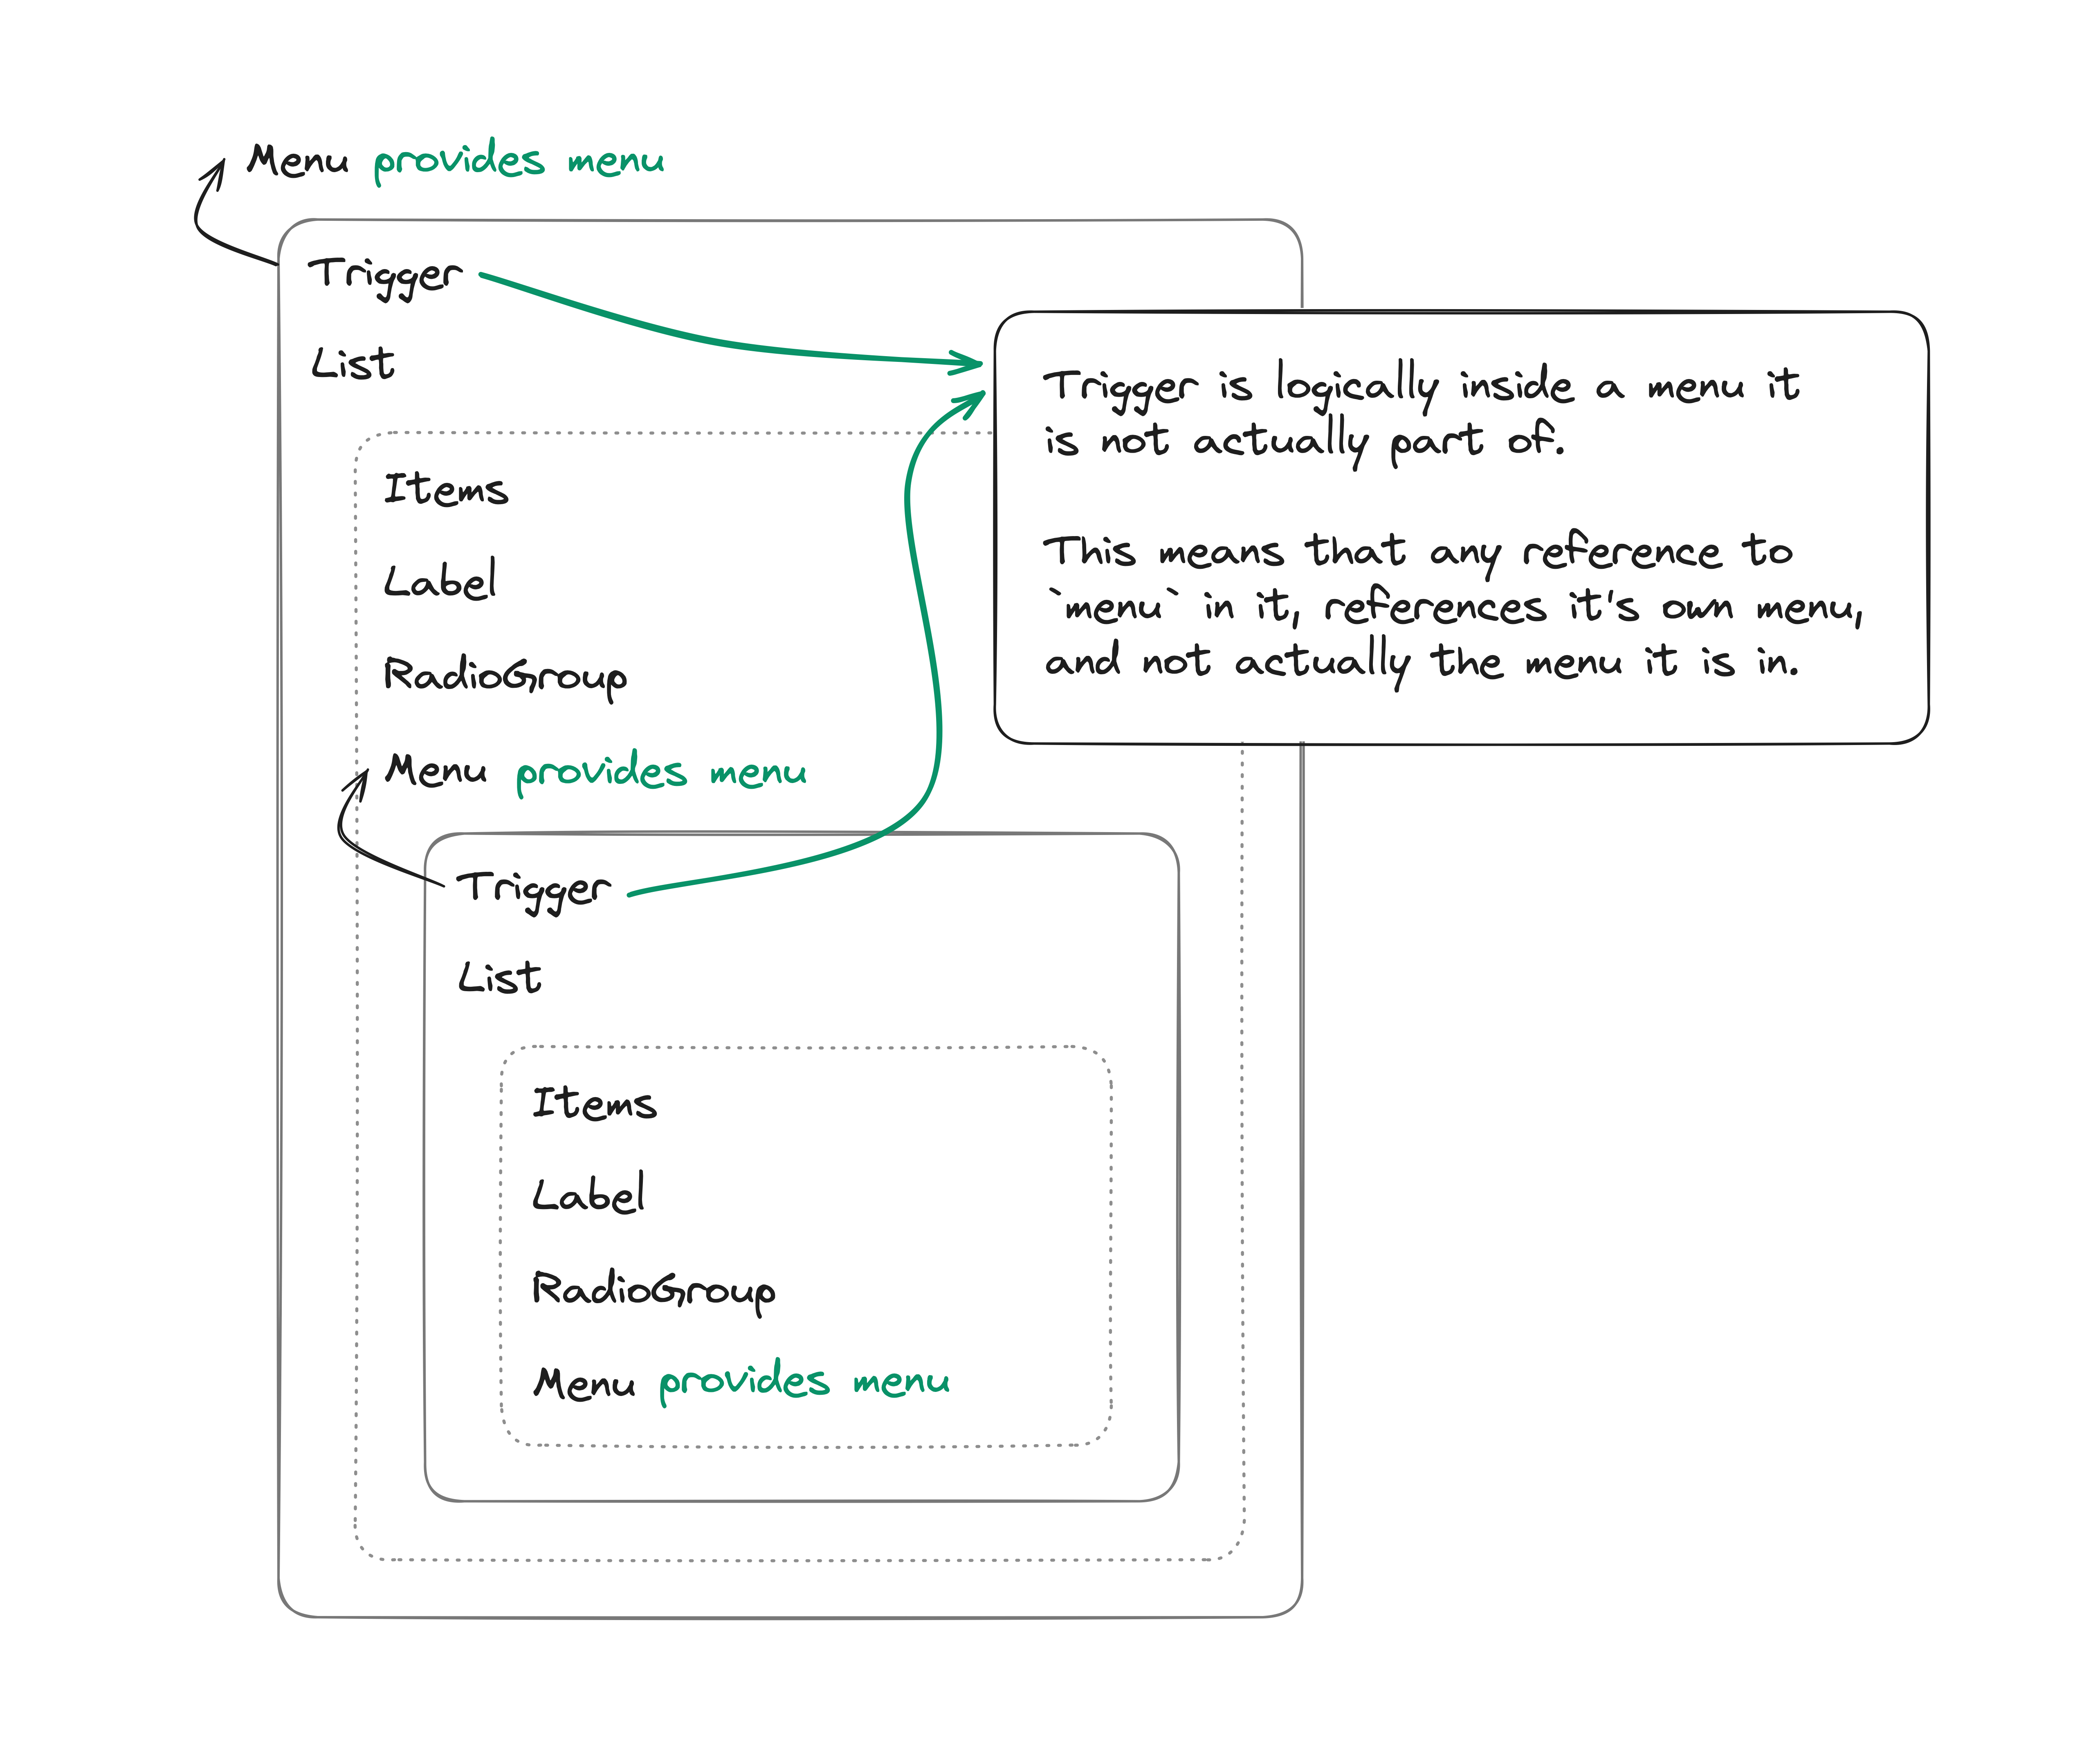 Menu provides menu
Trigger
List
Trigger is logically inside a menu it
is not actually part of.
This means that any reference to
`menu` in it, references it's own menu,
and not actually the menu it is in.
Items
Label
RadioGroup
Menu provides menu
Trigger
List
Items
Label
RadioGroup
Menu provides menu